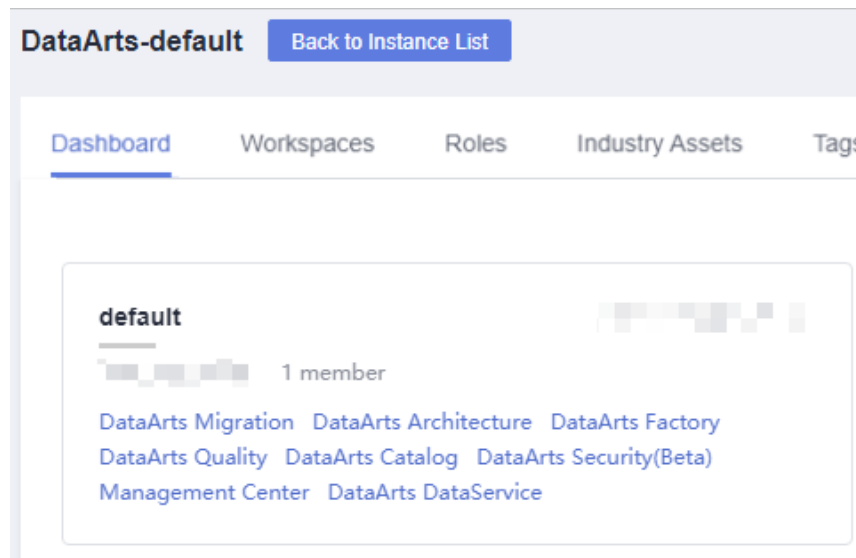 DataArts-default Back to Instance List
Dashboard Workspaces Roles Industry Assets Tags
default
1 member
DataArts Migration DataArts Architecture DataArts Factory
DataArts Quality DataArts Catalog DataArts Security(Beta)
Management Center DataArts DataService